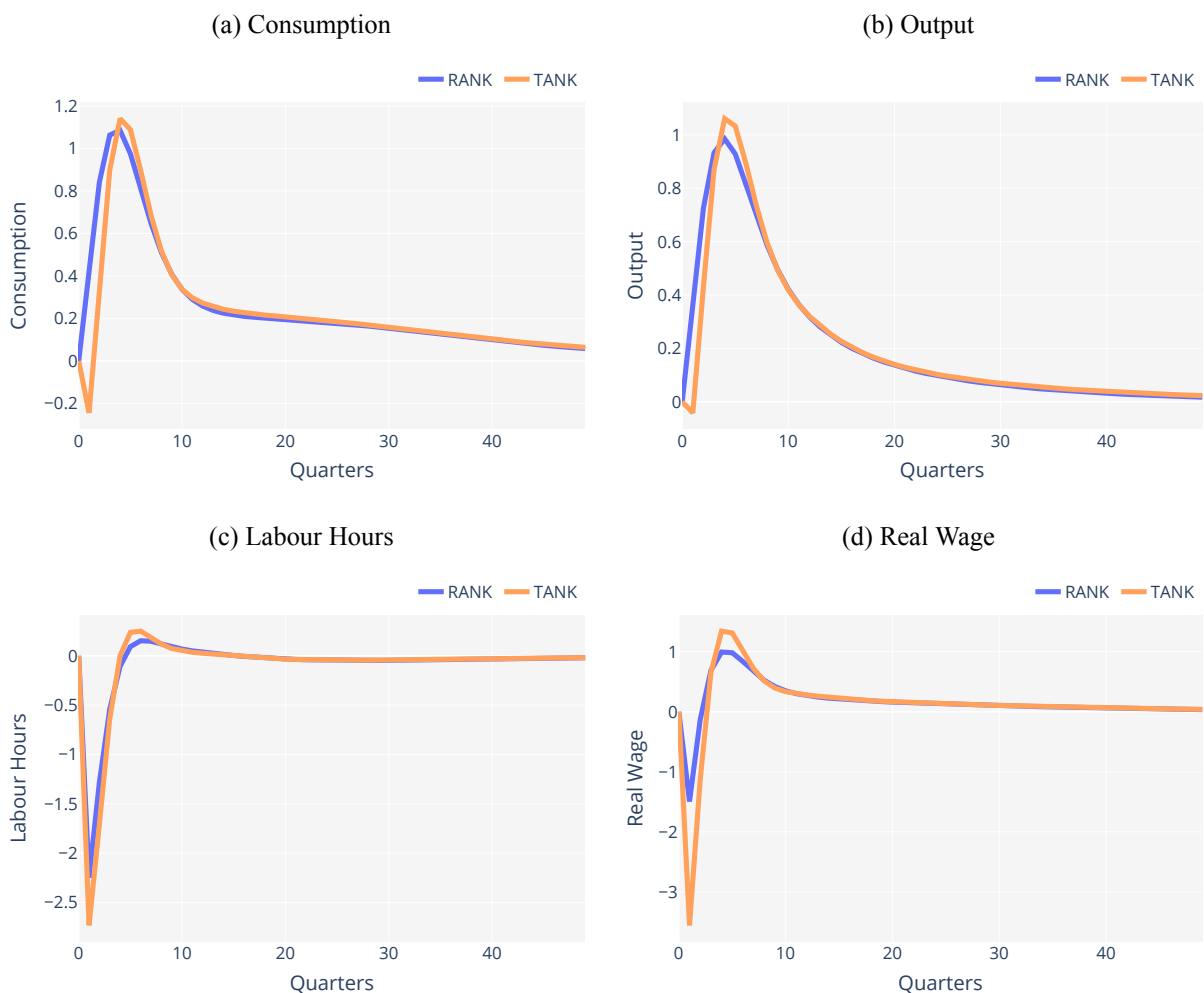 (a) Consumption
RANK TANK
1.2
1
0.8
0.6
0.4
0.2
0
−0.2
Consumption
0 10 20 30 40
Quarters
(b) Output
RANK TANK
1
0.8
0.6
0.4
0.2
0
Output
0 10 20 30 40
Quarters
(c) Labour Hours
RANK TANK
0
−0.5
−1
−1.5
−2
−2.5
Labour Hours
0 10 20 30 40
Quarters
(d) Real Wage
RANK TANK
1
0
−1
−2
−3
Real Wage
0 10 20 30 40
Quarters